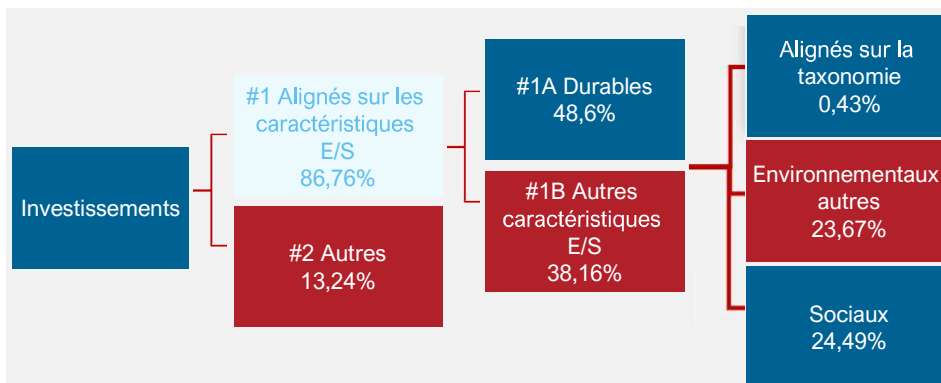 Investissements
#1 Alignés sur les
caractéristiques
E/S
86,76%
#2 Autres
13,24%
#1A Durables
48,6%
#1B Autres
caractéristiques
E/S
38,16%
Alignés sur la
taxonomie
0,43%
Environnementaux
autres
23,67%
Sociaux
24,49%